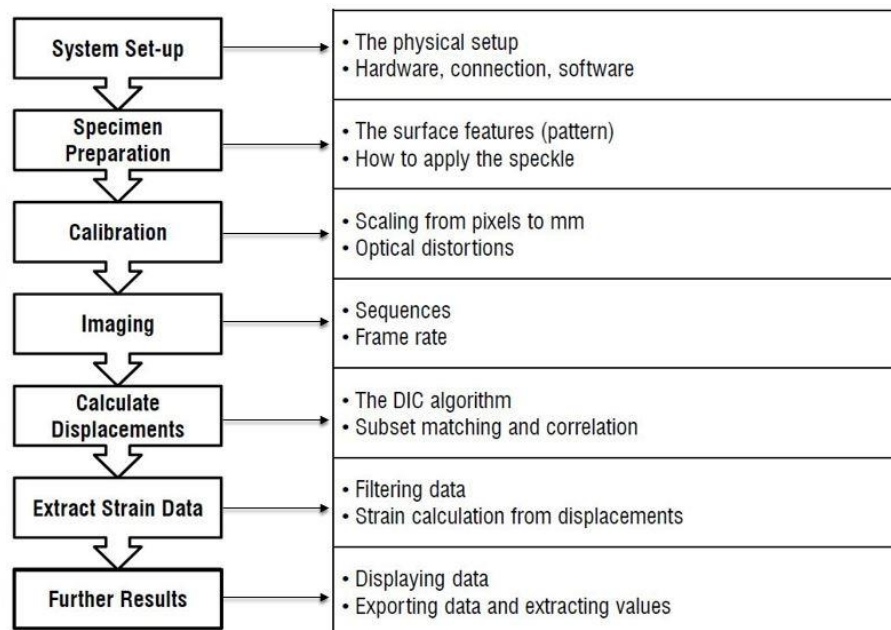 System Set-up
• The physical setup
• Hardware, connection, software
Specimen
Preparation
• The surface features (pattern)
• How to apply the speckle
Calibration
• Scaling from pixels to mm
• Optical distortions
Imaging
• Sequences
• Frame rate
Calculate
Displacements
• The DIC algorithm
• Subset matching and correlation
Extract Strain Data
• Filtering data
• Strain calculation from displacements
Further Results
• Displaying data
• Exporting data and extracting values